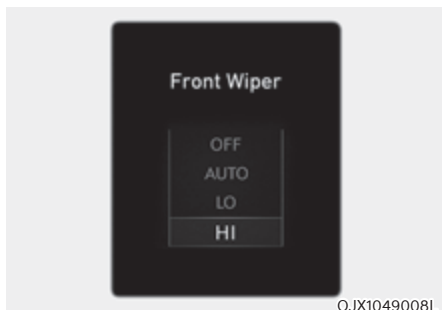 Front Wiper
OFF
AUTO
LO
HI
OJX1049008L